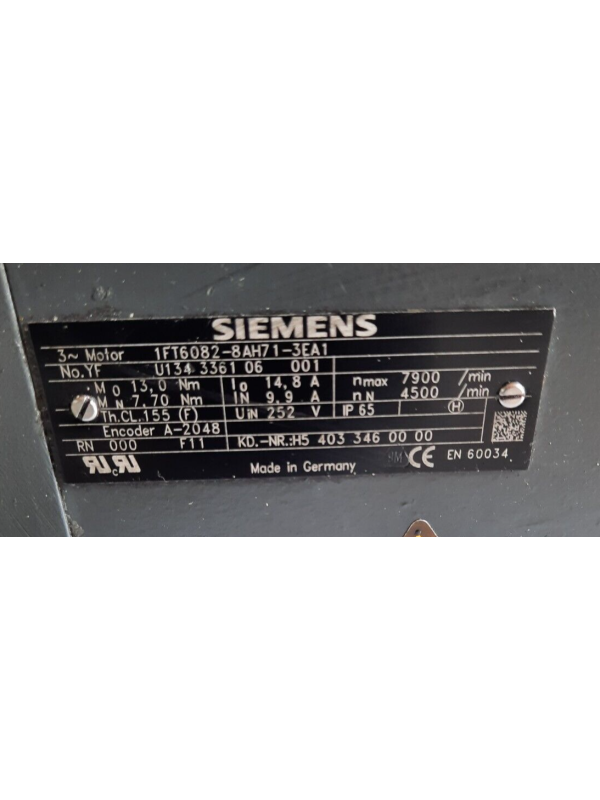 SIEMENS
3~ Motor 1FT6082-8AH71-3EA1
No.YF U134 3361 06 001
M0 13,0 Nm I0 14,8 A nmax 7900 /min
MN 7,70 Nm IN 9,9 A nN 4500 /min
Th.CL.155 (F) UIN 252 V IP 65 (H)
Encoder A-2048
RN 000 F11 KD.-NR.:H5 403 346 00 00
Made in Germany CE EN 60034